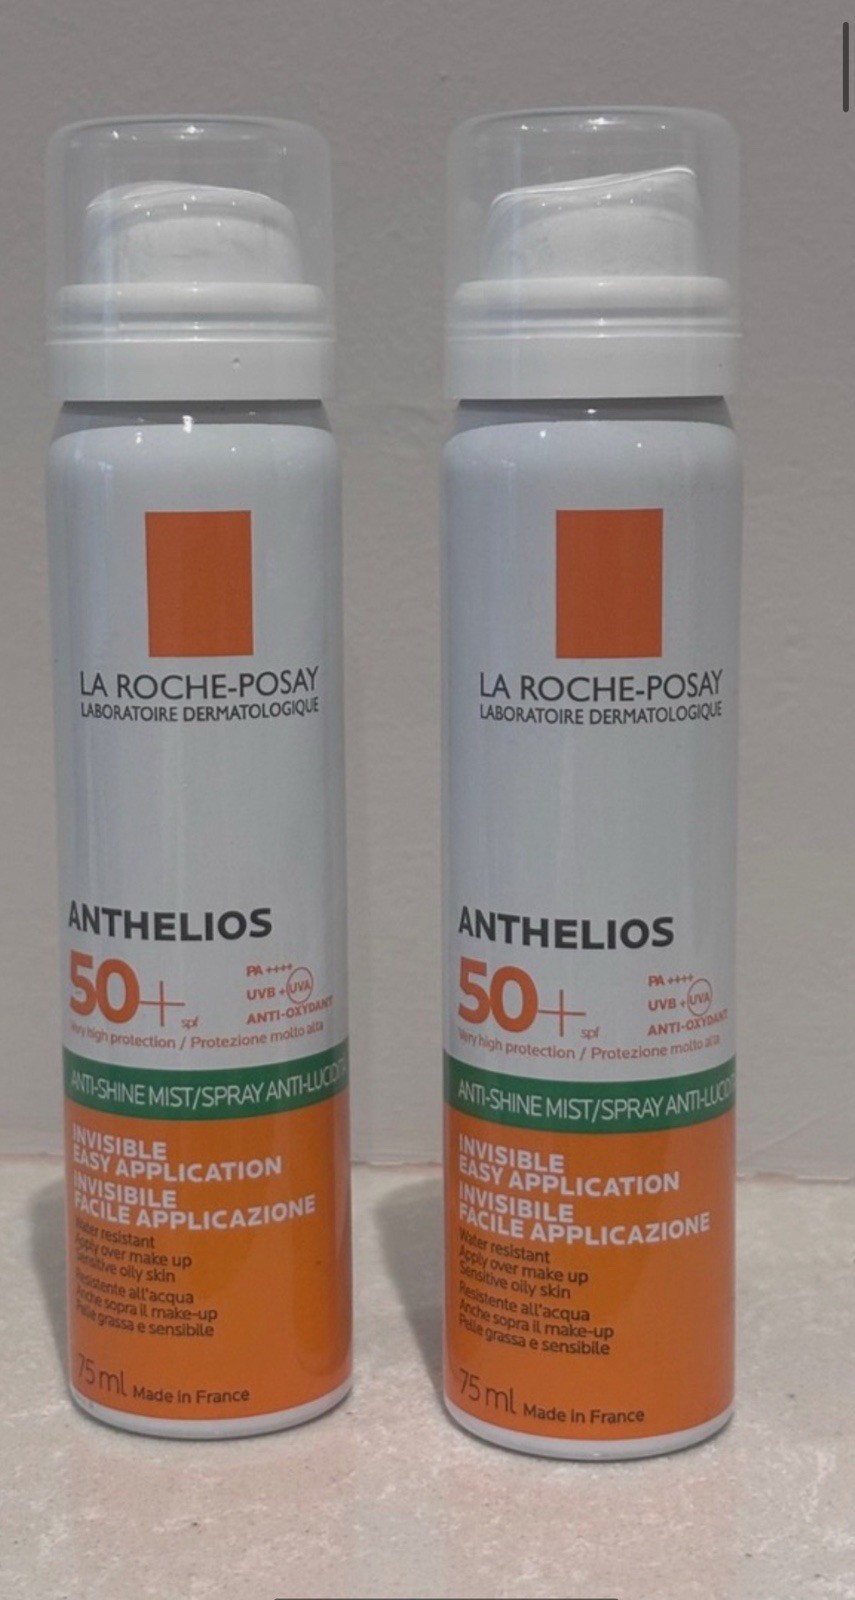 LA ROCHE-POSAY
LABORATOIRE DERMATOLOGIQUE
ANTHELIOS
50+
spf
PA ++++
UVB + UVA
ANTI-OXYDANT
Very high protection / Protezione molto alta
ANTI-SHINE MIST/SPRAY ANTI-LUCIDITÀ
INVISIBLE
EASY APPLICATION
INVISIBILE
FACILE APPLICAZIONE
Water resistant
Apply over make up
Sensitive oily skin
Resistente all'acqua
Anche sopra il make-up
Pelle grassa e sensibile
75 ml Made in France
LA ROCHE-POSAY
LABORATOIRE DERMATOLOGIQUE
ANTHELIOS
50+
spf
PA ++++
UVB + UVA
ANTI-OXYDANT
Very high protection / Protezione molto alta
ANTI-SHINE MIST/SPRAY
INVISIBLE
EASY APPLICATION
INVISIBILE
FACILE APPLICAZIONE
Water resistant
Apply over make up
Sensitive oily skin
Resistente all'acqua
Anche sopra il make-up
Pelle grassa e sensibile
75 ml Made in France